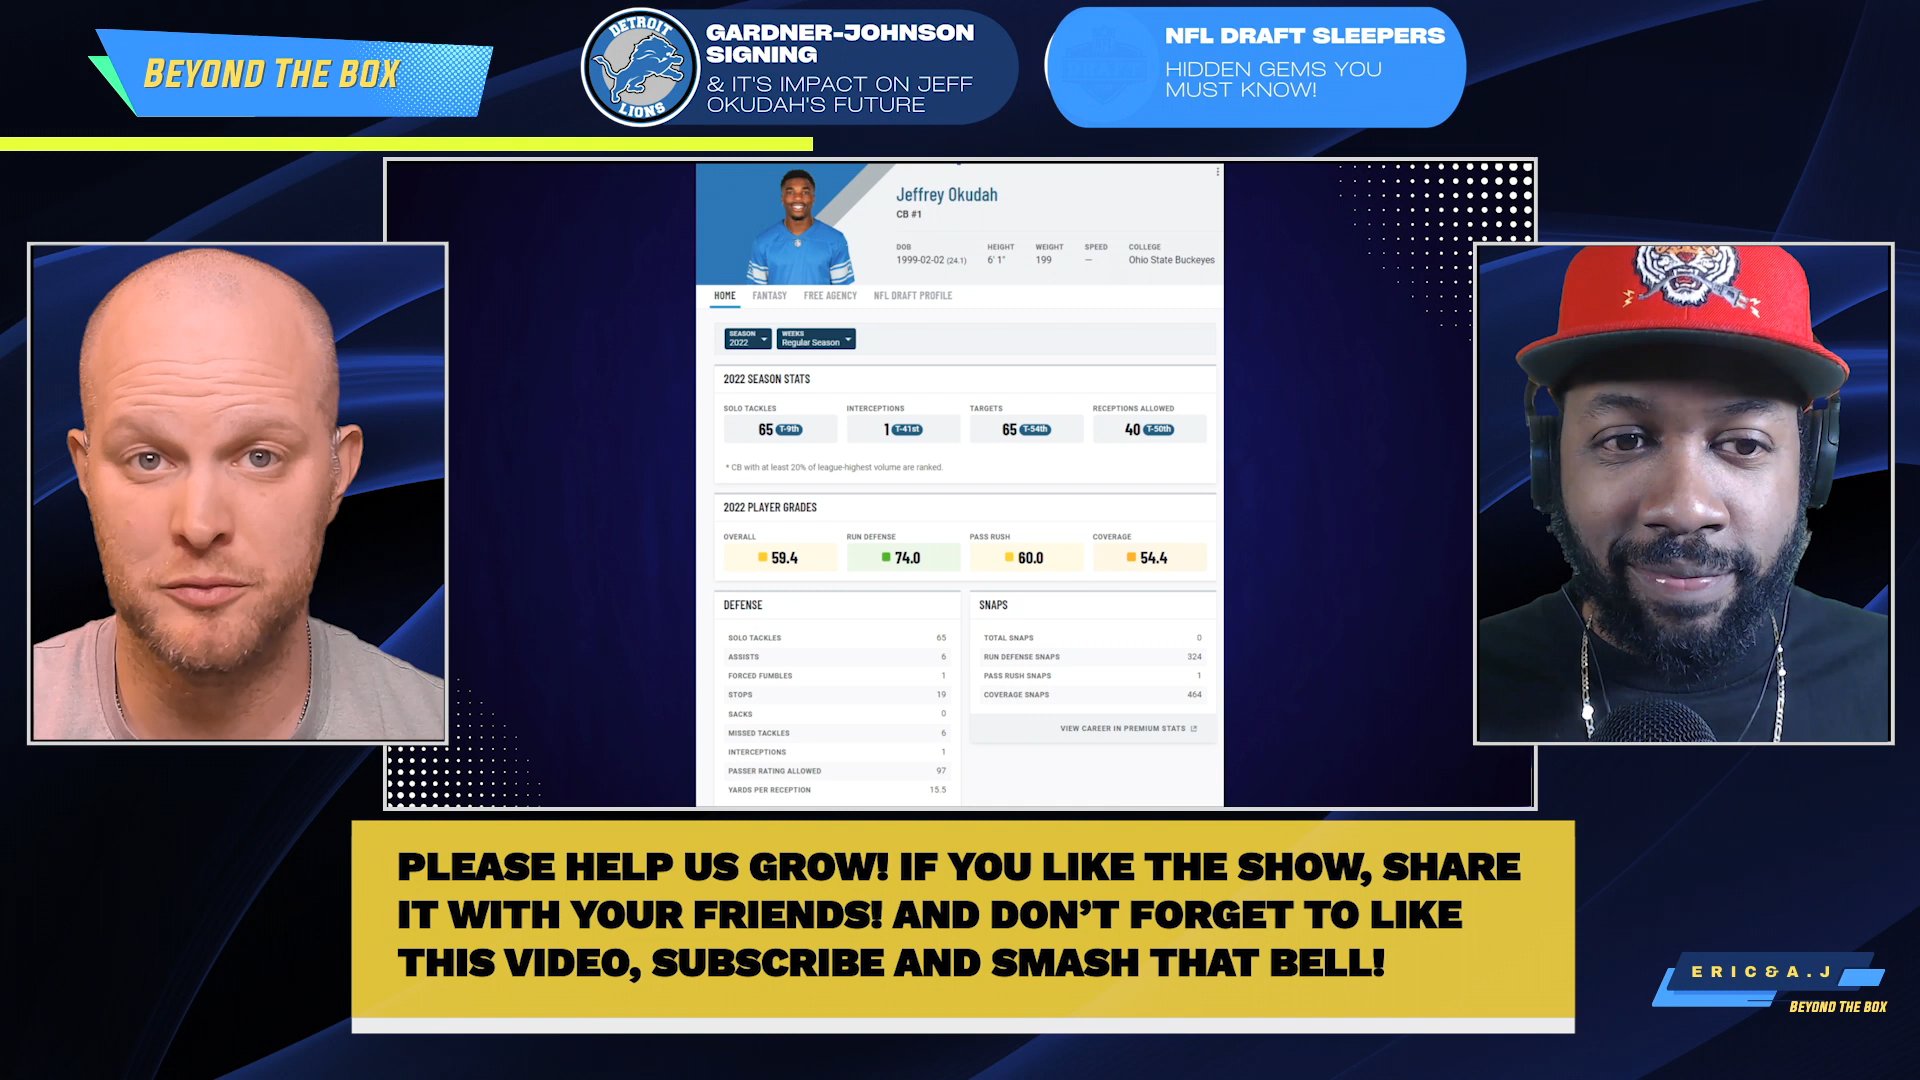 BEYOND THE BOX
DETROIT
LIONS
GARDNER-JOHNSON
SIGNING
& IT'S IMPACT ON JEFF
OKUDAH'S FUTURE
NFL DRAFT SLEEPERS
HIDDEN GEMS YOU
MUST KNOW!
Jeffrey Okudah
CB #1
DOB HEIGHT WEIGHT SPEED COLLEGE
1999-02-02 (24.1) 6' 1" 199 — Ohio State Buckeyes
HOME FANTASY FREE AGENCY NFL DRAFT PROFILE
SEASON WEEKS
2022 Regular Season
2022 SEASON STATS
SOLO TACKLES INTERCEPTIONS TARGETS RECEPTIONS ALLOWED
65 T-9th 1 T-41st 65 T-54th 40 T-50th
* CB with at least 20% of league-highest volume are ranked.
2022 PLAYER GRADES
OVERALL RUN DEFENSE PASS RUSH COVERAGE
59.4 74.0 60.0 54.4
DEFENSE
SOLO TACKLES 65
ASSISTS 6
FORCED FUMBLES 1
STOPS 19
SACKS 0
MISSED TACKLES 6
INTERCEPTIONS 1
PASSER RATING ALLOWED 97
YARDS PER RECEPTION 15.5
SNAPS
TOTAL SNAPS 0
RUN DEFENSE SNAPS 324
PASS RUSH SNAPS 1
COVERAGE SNAPS 464
VIEW CAREER IN PREMIUM STATS
PLEASE HELP US GROW! IF YOU LIKE THE SHOW, SHARE
IT WITH YOUR FRIENDS! AND DON'T FORGET TO LIKE
THIS VIDEO, SUBSCRIBE AND SMASH THAT BELL!
ERIC&A.J
BEYOND THE BOX